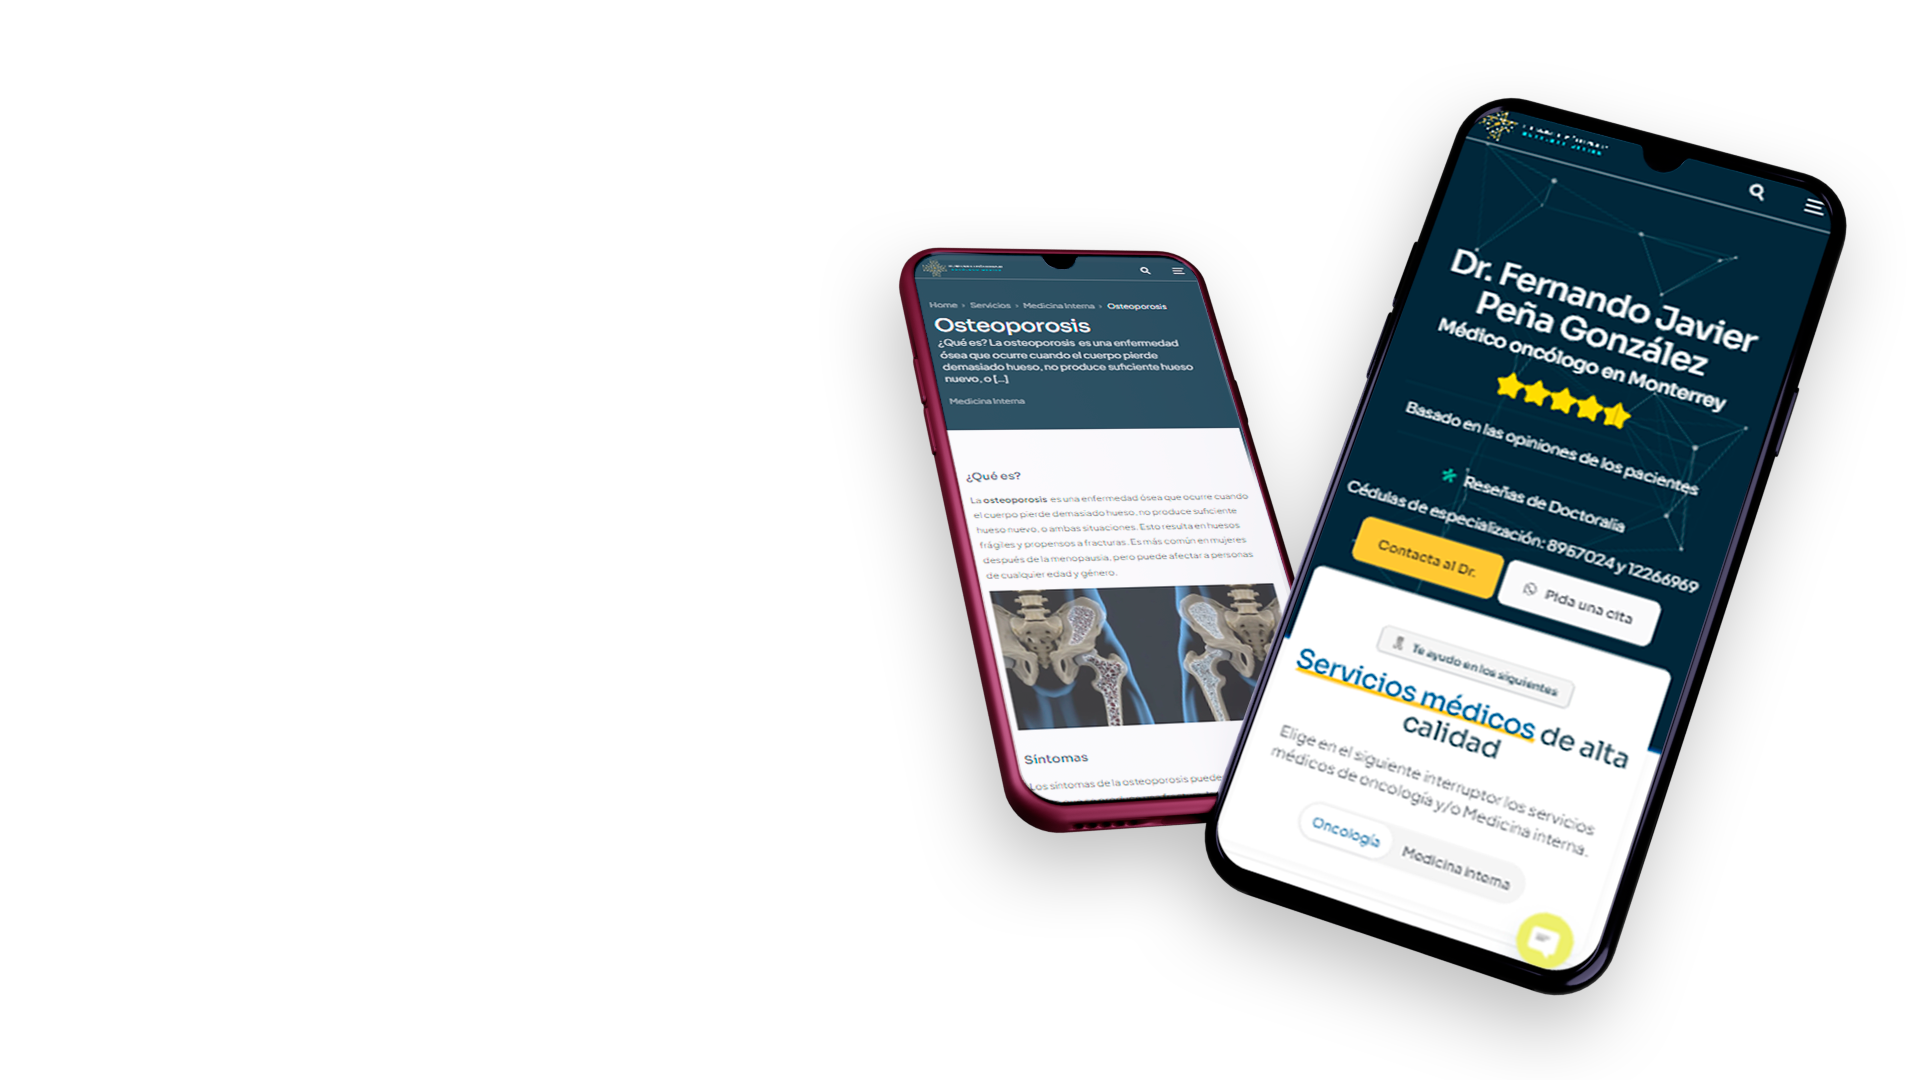 Home › Servicios › Medicina Interna › Osteoporosis
Osteoporosis
¿Qué es? La osteoporosis es una enfermedad
ósea que ocurre cuando el cuerpo pierde
demasiado hueso, no produce suficiente hueso
nuevo, o [...]
Medicina Interna
¿Qué es?
La osteoporosis es una enfermedad ósea que ocurre cuando
el cuerpo pierde demasiado hueso, no produce suficiente
hueso nuevo, o ambas situaciones. Esto resulta en huesos
frágiles y propensos a fracturas. Es más común en mujeres
después de la menopausia, pero puede afectar a personas
de cualquier edad y género.
Síntomas
Los síntomas de la osteoporosis puede
Dr. Fernando Javier
Peña González
Médico oncólogo en Monterrey
Basado en las opiniones de los pacientes
Reseñas de Doctoralia
Cédulas de especialización: 8957024 y 12266969
Contacta al Dr.
Pida una cita
Te ayudo en los siguientes
Servicios médicos de alta
calidad
Elige en el siguiente interruptor los servicios
médicos de oncología y/o Medicina interna.
Oncología
Medicina interna